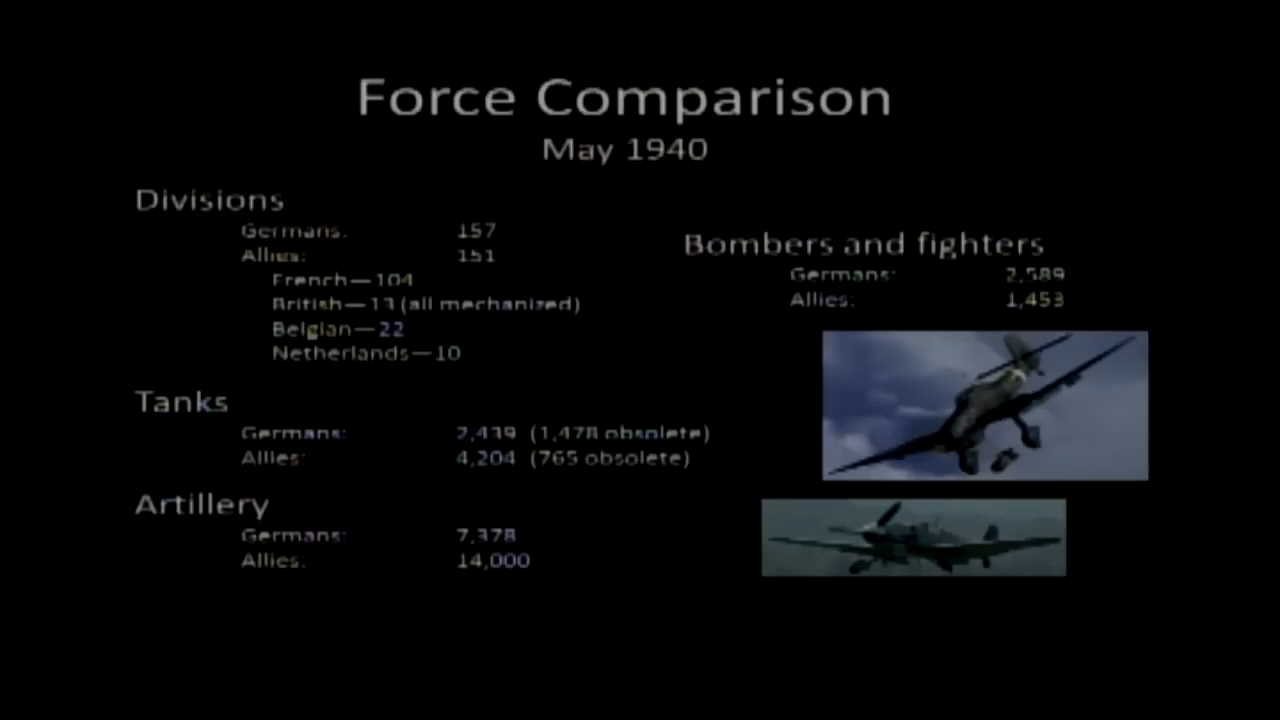 Force Comparison
May 1940
Divisions
Germans: 157
Allies: 151
French—104
British—13 (all mechanized)
Belgian—22
Netherlands—10
Tanks
Germans: 2,439 (1,478 obsolete)
Allies: 4,204 (765 obsolete)
Artillery
Germans: 7,378
Allies: 14,000
Bombers and fighters
Germans: 2,589
Allies: 1,453